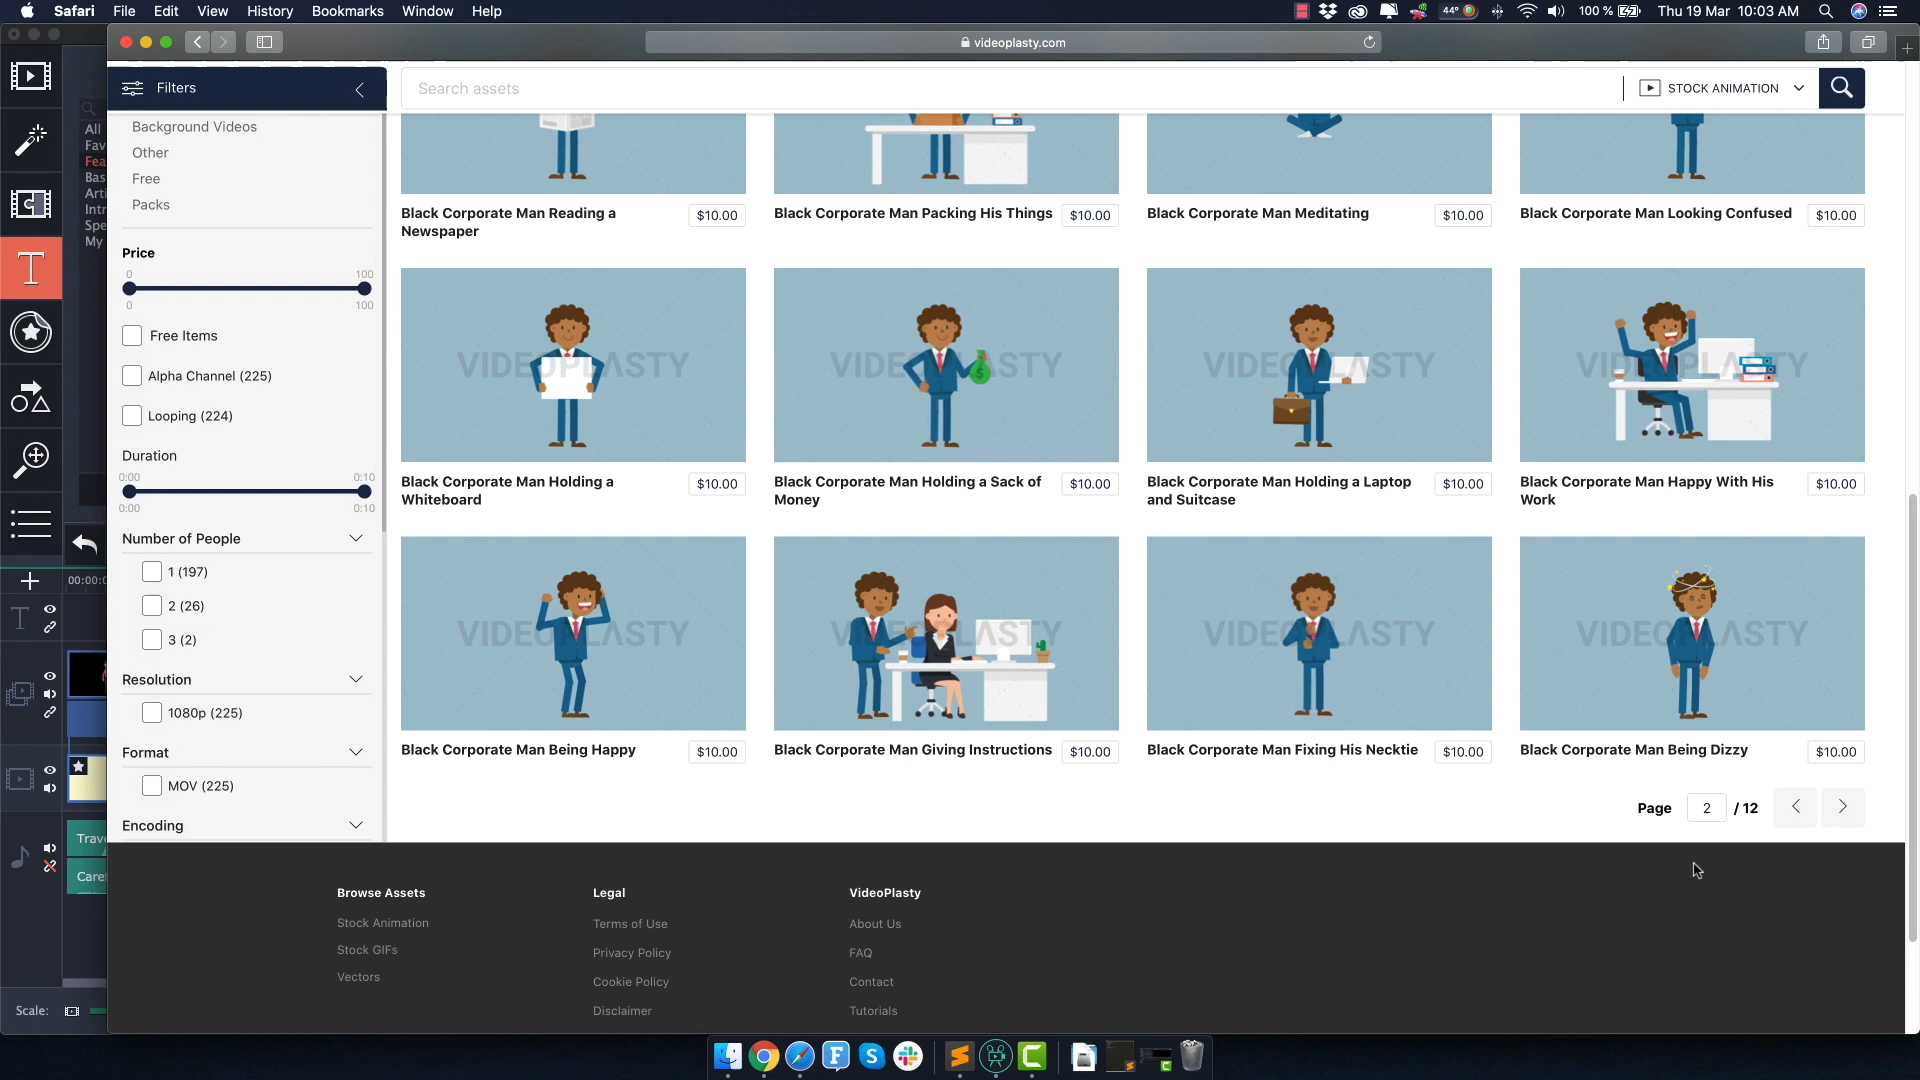 Safari File Edit View History Bookmarks Window Help
44° 100 % Thu 19 Mar 10:03 AM
videoplasty.com
Filters
Search assets
STOCK ANIMATION
All
Fav
Fea
Bas
Arti
Intr
Spe
My
Background Videos
Other
Free
Packs
Price
0 100
0 100
Free Items
Alpha Channel (225)
Looping (224)
Duration
0:00 0:10
0:00 0:10
Number of People
1 (197)
2 (26)
3 (2)
Resolution
1080p (225)
Format
MOV (225)
Encoding
Black Corporate Man Reading a
Newspaper
$10.00
Black Corporate Man Packing His Things
$10.00
Black Corporate Man Meditating
$10.00
Black Corporate Man Looking Confused
$10.00
VIDEOPLASTY
VIDEOPLASTY
VIDEOPLASTY
VIDEOPLASTY
Black Corporate Man Holding a
Whiteboard
$10.00
Black Corporate Man Holding a Sack of
Money
$10.00
Black Corporate Man Holding a Laptop
and Suitcase
$10.00
Black Corporate Man Happy With His
Work
$10.00
VIDEOPLASTY
VIDEOPLASTY
VIDEOPLASTY
VIDEOPLASTY
Black Corporate Man Being Happy
$10.00
Black Corporate Man Giving Instructions
$10.00
Black Corporate Man Fixing His Necktie
$10.00
Black Corporate Man Being Dizzy
$10.00
Page 2 / 12
00:00:0
Trave
Care
Scale:
Browse Assets
Stock Animation
Stock GIFs
Vectors
Legal
Terms of Use
Privacy Policy
Cookie Policy
Disclaimer
VideoPlasty
About Us
FAQ
Contact
Tutorials